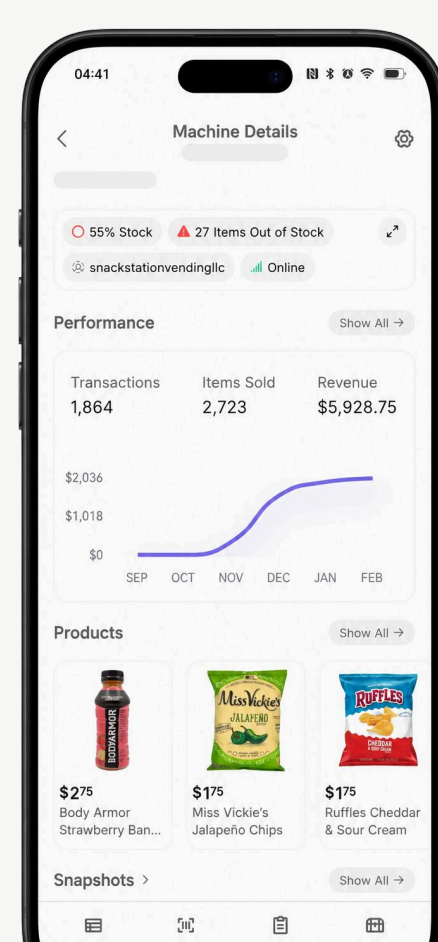 04:41
Machine Details
55% Stock
27 Items Out of Stock
snackstationvendingllc
Online
Performance
Show All →
Transactions
Items Sold
Revenue
1,864
2,723
$5,928.75
$2,036
$1,018
$0
SEP OCT NOV DEC JAN FEB
Products
Show All →
BODYARMOR
Miss Vickie's
JALAPEÑO
RUFFLES
CHEDDAR
& SOUR CREAM
$275
Body Armor
Strawberry Ban...
$175
Miss Vickie's
Jalapeño Chips
$175
Ruffles Cheddar
& Sour Cream
Snapshots >
Show All →